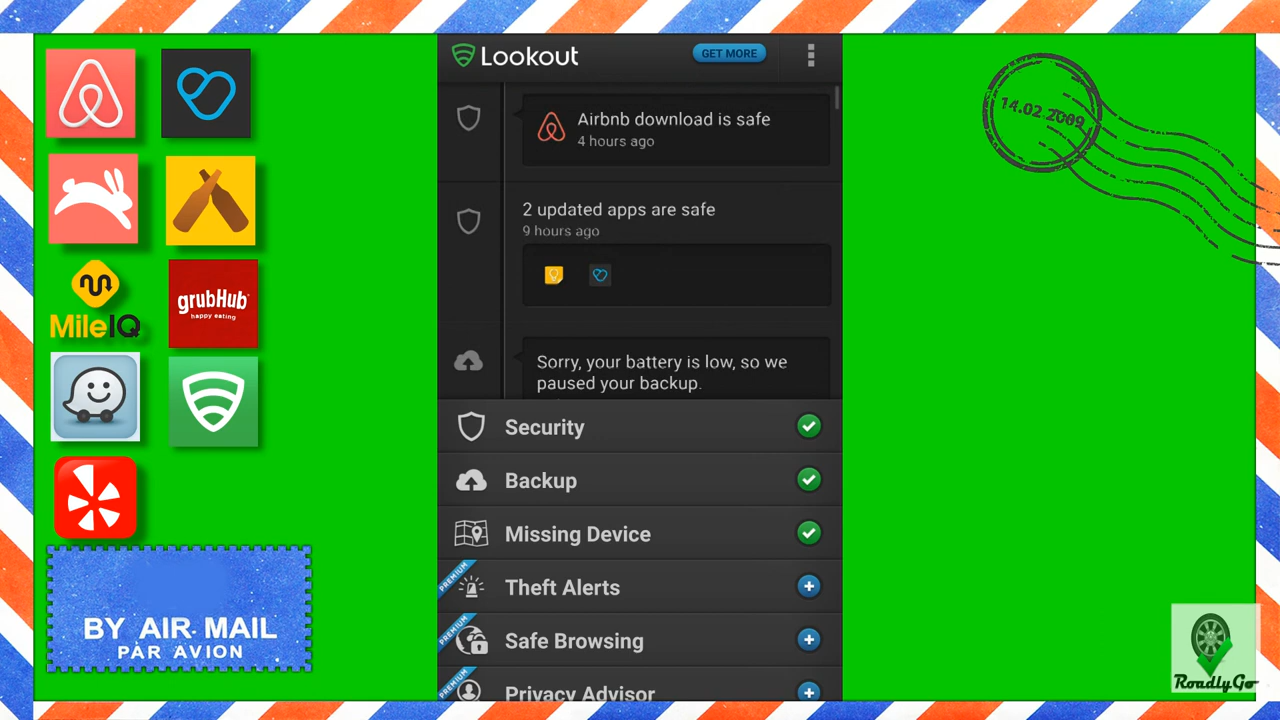 Lookout
GET MORE
Airbnb download is safe
4 hours ago
2 updated apps are safe
9 hours ago
Sorry, your battery is low, so we
paused your backup.
Security
Backup
Missing Device
PREMIUM
Theft Alerts
PREMIUM
Safe Browsing
PREMIUM
Privacy Advisor
MileIQ
grubHub
happy eating
BY AIR MAIL
PAR AVION
14.02 2009
RoadlyGo